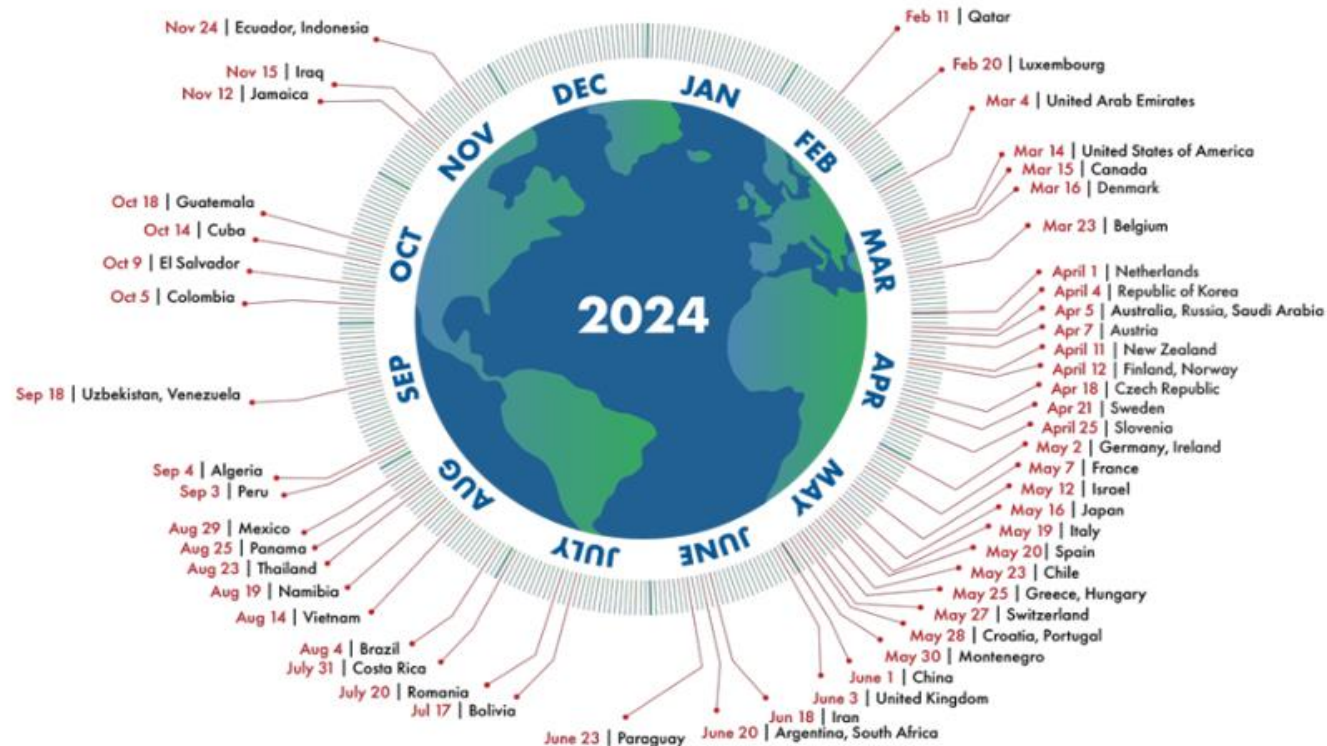 Nov 24 | Ecuador, Indonesia
Nov 15 | Iraq
Nov 12 | Jamaica
Oct 18 | Guatemala
Oct 14 | Cuba
Oct 9 | El Salvador
Oct 5 | Colombia
Sep 18 | Uzbekistan, Venezuela
Sep 4 | Algeria
Sep 3 | Peru
Aug 29 | Mexico
Aug 25 | Panama
Aug 23 | Thailand
Aug 19 | Namibia
Aug 14 | Vietnam
Aug 4 | Brazil
July 31 | Costa Rica
July 20 | Romania
Jul 17 | Bolivia
DEC
JAN
NOV
FEB
OCT
MAR
2024
SEP
APR
AUG
MAY
JULY
JUNE
Feb 11 | Qatar
Feb 20 | Luxembourg
Mar 4 | United Arab Emirates
Mar 14 | United States of America
Mar 15 | Canada
Mar 16 | Denmark
Mar 23 | Belgium
April 1 | Netherlands
April 4 | Republic of Korea
Apr 5 | Australia, Russia, Saudi Arabia
Apr 7 | Austria
April 11 | New Zealand
April 12 | Finland, Norway
Apr 18 | Czech Republic
Apr 21 | Sweden
April 25 | Slovenia
May 2 | Germany, Ireland
May 7 | France
May 12 | Israel
May 16 | Japan
May 19 | Italy
May 20| Spain
May 23 | Chile
May 25 | Greece, Hungary
May 27 | Switzerland
May 28 | Croatia, Portugal
May 30 | Montenegro
June 1 | China
June 3 | United Kingdom
Jun 18 | Iran
June 20 | Argentina, South Africa
June 23 | Paraguay